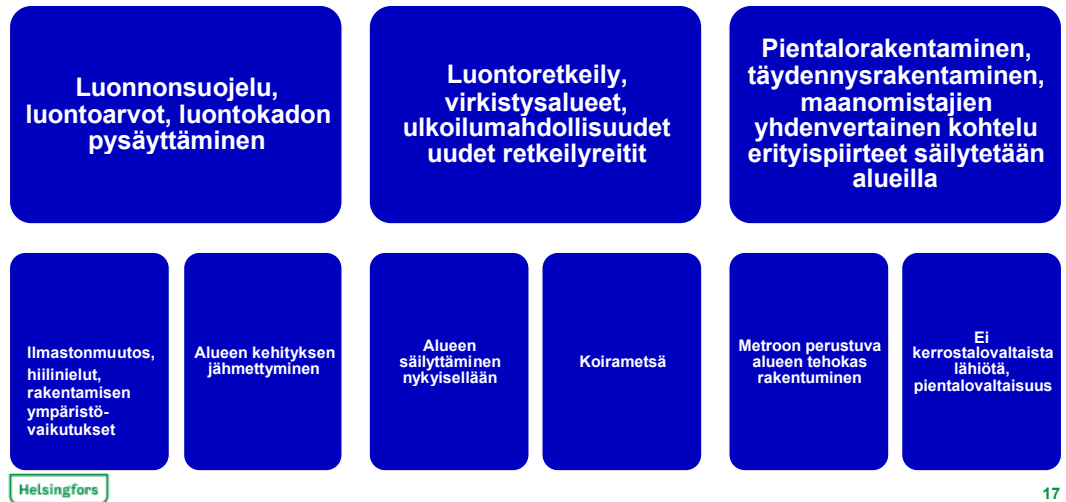 Luonnonsuojelu,
luontoarvot, luontokadon
pysäyttäminen
Luontoretkeily,
virkistysalueet,
ulkoilumahdollisuudet
uudet retkeilyreitit
Pientalorakentaminen,
täydennysrakentaminen,
maanomistajien
yhdenvertainen kohtelu
erityispiirteet säilytetään
alueilla
Ilmastonmuutos,
hiilinielut,
rakentamisen
ympäristö-
vaikutukset
Alueen kehityksen
jähmettyminen
Alueen
säilyttäminen
nykyisellään
Koirametsä
Metroon perustuva
alueen tehokas
rakentuminen
Ei
kerrostalovaltaista
lähiötä,
pientalovaltaisuus
Helsingfors
17